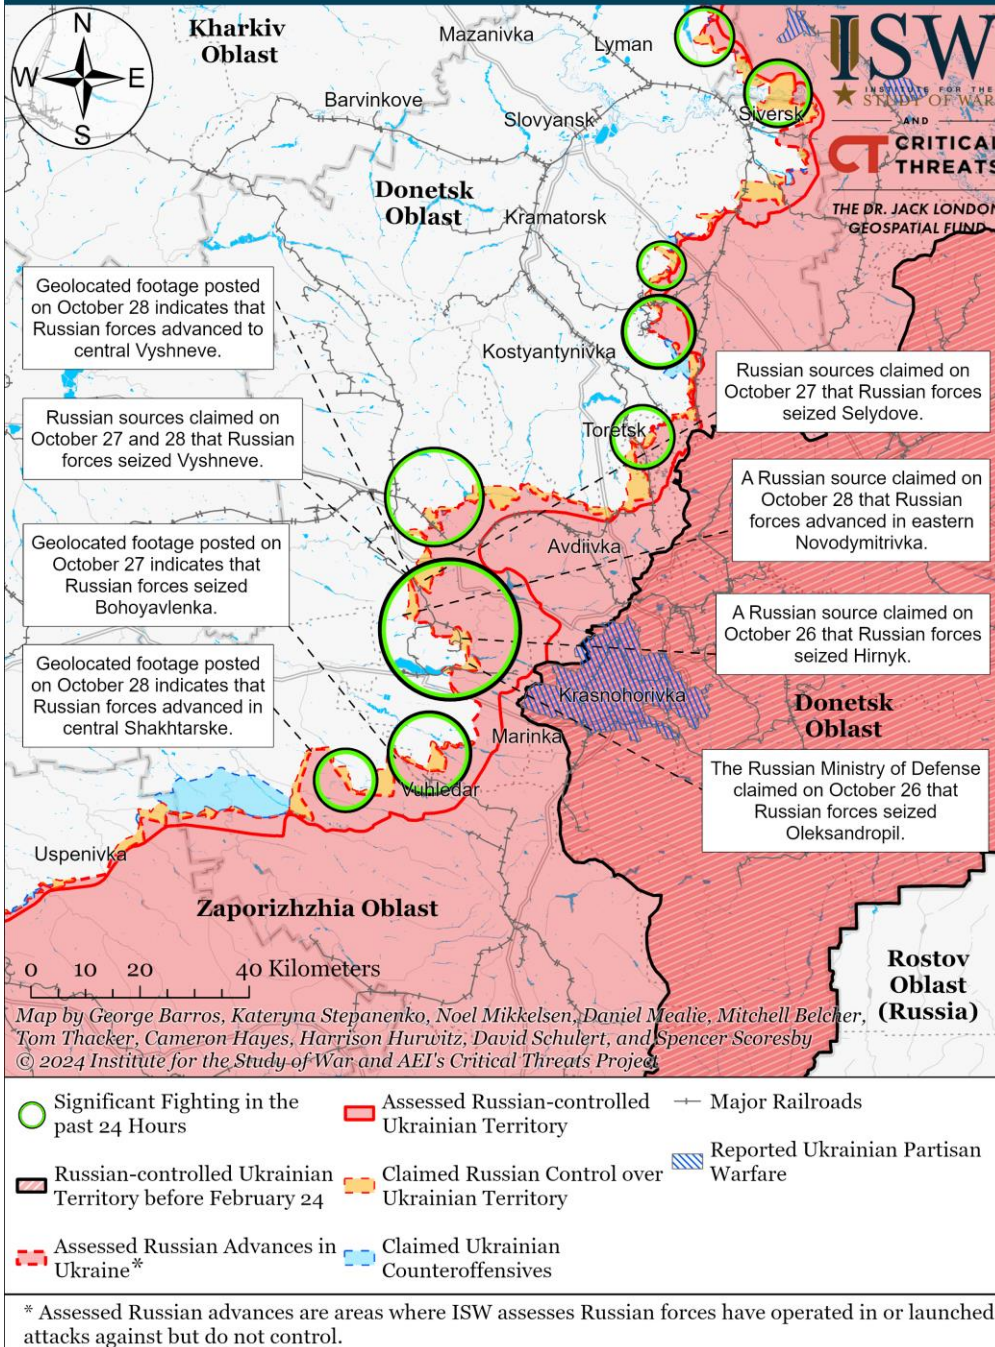 N
W E
S
Kharkiv
Oblast
Mazanivka
Lyman
ISW
INSTITUTE FOR THE
STUDY OF WAR
AND
CRITICAL
THREATS
THE DR. JACK LONDON
GEOSPATIAL FUND
Barvinkove
Slovyansk
Siversk
Donetsk
Oblast
Kramatorsk
Geolocated footage posted
on October 28 indicates that
Russian forces advanced to
central Vyshneve.
Kostyantynivka
Russian sources claimed on
October 27 that Russian forces
seized Selydove.
Russian sources claimed on
October 27 and 28 that Russian
forces seized Vyshneve.
Toretsk
A Russian source claimed on
October 28 that Russian
forces advanced in eastern
Novodymitrivka.
Geolocated footage posted on
October 27 indicates that
Russian forces seized
Bohoyavlenka.
Avdiivka
A Russian source claimed on
October 26 that Russian forces
seized Hirnyk.
Geolocated footage posted
on October 28 indicates that
Russian forces advanced in
central Shakhtarske.
Krasnohorivka
Donetsk
Oblast
Marinka
Vuhledar
The Russian Ministry of Defense
claimed on October 26 that
Russian forces seized
Oleksandropil.
Uspenivka
Zaporizhzhia Oblast
Rostov
Oblast
(Russia)
0 10 20 40 Kilometers
Map by George Barros, Kateryna Stepanenko, Noel Mikkelsen, Daniel Mealie, Mitchell Belcher,
Tom Thacker, Cameron Hayes, Harrison Hurwitz, David Schulert, and Spencer Scoresby
© 2024 Institute for the Study of War and AEI's Critical Threats Project
Significant Fighting in the
past 24 Hours
Russian-controlled Ukrainian
Territory before February 24
Assessed Russian Advances in
Ukraine*
Assessed Russian-controlled
Ukrainian Territory
Claimed Russian Control over
Ukrainian Territory
Claimed Ukrainian
Counteroffensives
Major Railroads
Reported Ukrainian Partisan
Warfare
* Assessed Russian advances are areas where ISW assesses Russian forces have operated in or launched
attacks against but do not control.